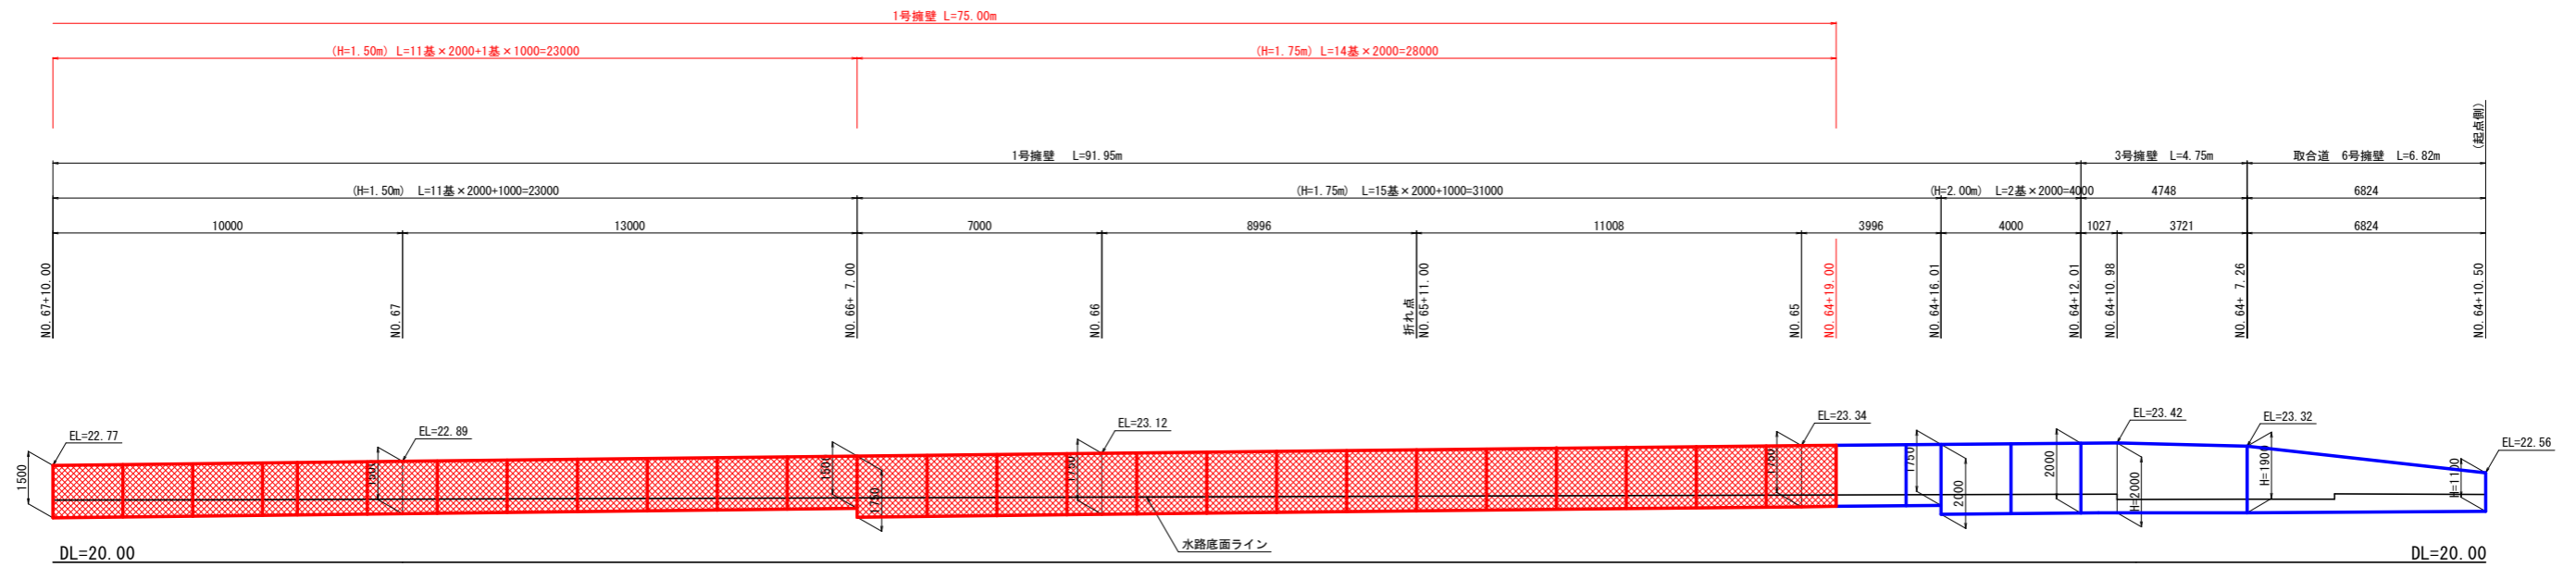 1号擁壁 L=75.00m
(H=1.50m) L=11基×2000+1基×1000=23000
(H=1.75m) L=14基×2000=28000
(起点側)
1号擁壁 L=91.95m
3号擁壁 L=4.75m
取合道 6号擁壁 L=6.82m
(H=1.50m) L=11基×2000+1000=23000
(H=1.75m) L=15基×2000+1000=31000
(H=2.00m) L=2基×2000=4000
4748
6824
10000
13000
7000
8996
11008
3996
4000
1027
3721
6824
NO.67+10.00
NO.67
NO.66+ 7.00
NO.66
折れ点
NO.65+11.00
NO.65
NO.64+19.00
NO.64+16.01
NO.64+12.01
NO.64+10.98
NO.64+ 7.26
NO.64+10.50
EL=22.77
EL=22.89
EL=23.12
EL=23.34
EL=23.42
EL=23.32
EL=22.56
1500
1500
1500
1750
1750
1750
1750
2000
2000
H=2000
H=1900
H=1100
水路底面ライン
DL=20.00
DL=20.00